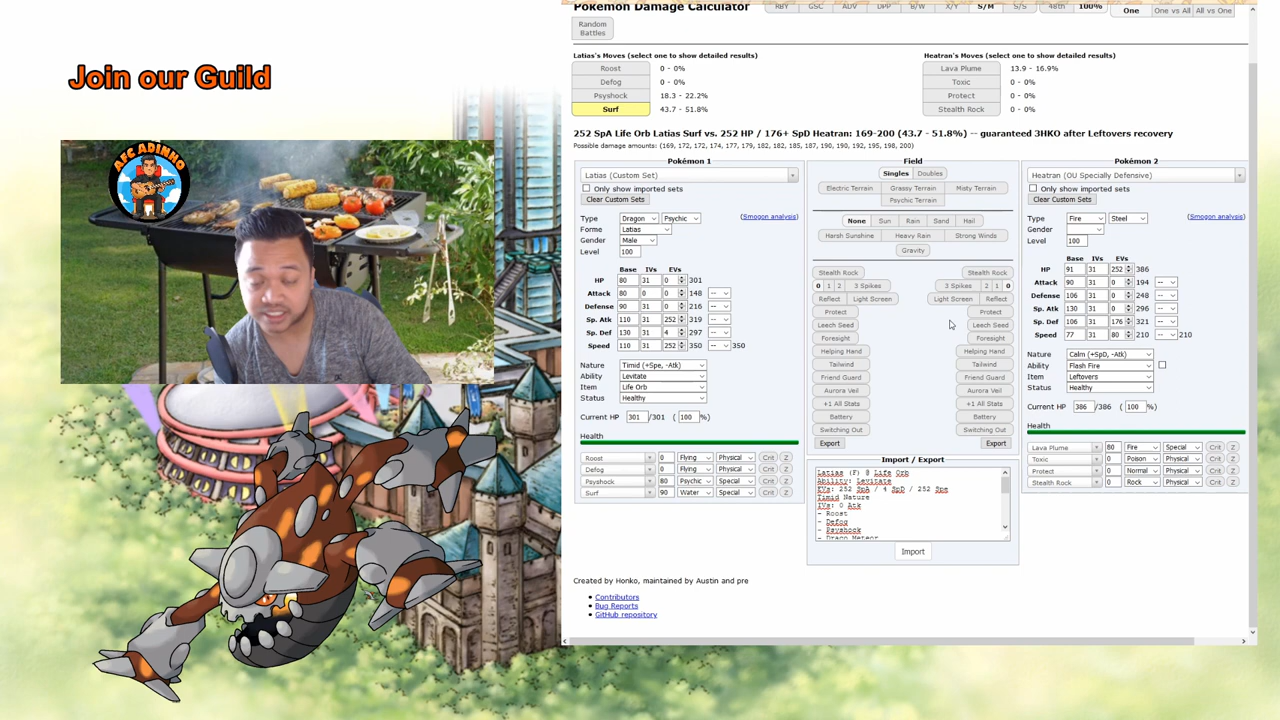 Join our Guild
AFC ADINHO
Pokemon Damage Calculator
RBY GSC ADV DPP B/W X/Y S/M S/S 48th 100% One One vs All All vs One
Random
Battles
Latias's Moves (select one to show detailed results)
Roost 0 - 0%
Defog 0 - 0%
Psyshock 18.3 - 22.2%
Surf 43.7 - 51.8%
Heatran's Moves (select one to show detailed results)
Lava Plume 13.9 - 16.9%
Toxic 0 - 0%
Protect 0 - 0%
Stealth Rock 0 - 0%
252 SpA Life Orb Latias Surf vs. 252 HP / 176+ SpD Heatran: 169-200 (43.7 - 51.8%) -- guaranteed 3HKO after Leftovers recovery
Possible damage amounts: (169, 172, 172, 174, 177, 179, 182, 182, 185, 187, 190, 190, 192, 195, 198, 200)
Pokémon 1
Latias (Custom Set)
Only show imported sets
Clear Custom Sets
Type Dragon Psychic (Smogon analysis)
Forme Latias
Gender Male
Level 100
Base IVs EVs
HP 80 31 0 301
Attack 80 0 0 148 --
Defense 90 31 0 216 --
Sp. Atk 110 31 252 319 --
Sp. Def 130 31 4 297 --
Speed 110 31 252 350 -- 350
Nature Timid (+Spe, -Atk)
Ability Levitate
Item Life Orb
Status Healthy
Current HP 301 /301 ( 100 %)
Health
Roost 0 Flying Physical Crit Z
Defog 0 Flying Physical Crit Z
Psyshock 80 Psychic Special Crit Z
Surf 90 Water Special Crit Z
Field
Singles Doubles
Electric Terrain Grassy Terrain Misty Terrain
Psychic Terrain
None Sun Rain Sand Hail
Harsh Sunshine Heavy Rain Strong Winds
Gravity
Stealth Rock Stealth Rock
0 1 2 3 Spikes 3 Spikes 2 1 0
Reflect Light Screen Light Screen Reflect
Protect Protect
Leech Seed Leech Seed
Foresight Foresight
Helping Hand Helping Hand
Tailwind Tailwind
Friend Guard Friend Guard
Aurora Veil Aurora Veil
+1 All Stats +1 All Stats
Battery Battery
Switching Out Switching Out
Export Export
Import / Export
Latias (F) @ Life Orb
Ability: Levitate
EVs: 252 SpA / 4 SpD / 252 Spe
Timid Nature
IVs: 0 Atk
- Roost
- Defog
- Psyshock
- Draco Meteor
Import
Pokémon 2
Heatran (OU Specially Defensive)
Only show imported sets
Clear Custom Sets
Type Fire Steel (Smogon analysis)
Gender
Level 100
Base IVs EVs
HP 91 31 252 386
Attack 90 31 0 194 --
Defense 106 31 0 248 --
Sp. Atk 130 31 0 296 --
Sp. Def 106 31 176 321 --
Speed 77 31 80 210 -- 210
Nature Calm (+SpD, -Atk)
Ability Flash Fire
Item Leftovers
Status Healthy
Current HP 386 /386 ( 100 %)
Health
Lava Plume 80 Fire Special Crit Z
Toxic 0 Poison Physical Crit Z
Protect 0 Normal Physical Crit Z
Stealth Rock 0 Rock Physical Crit Z
Created by Honko, maintained by Austin and pre
Contributors
Bug Reports
GitHub repository